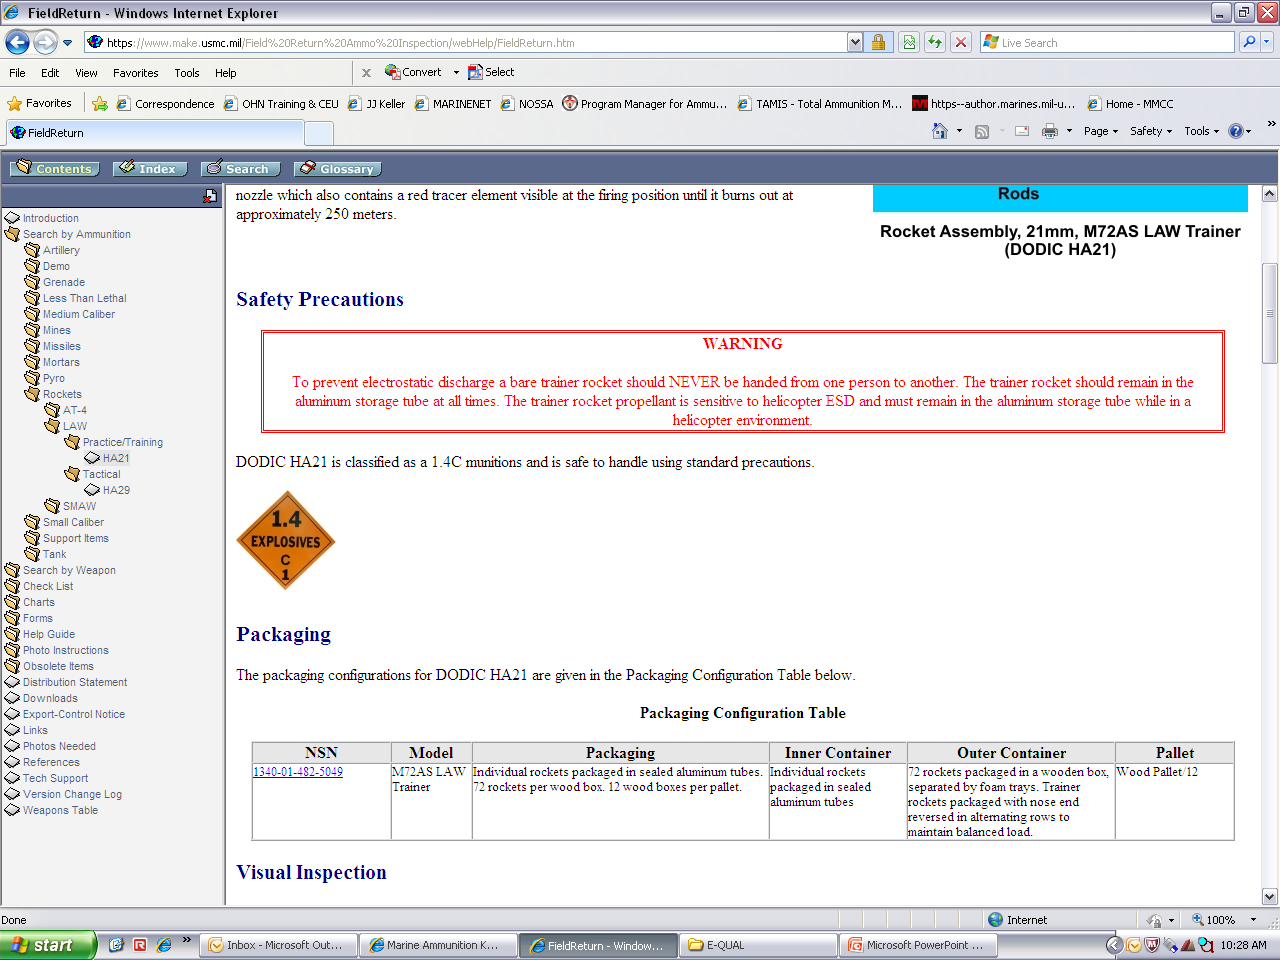 FieldReturn - Windows Internet Explorer
https://www.make.usmc.mil/Field%20Return%20Ammo%20Inspection/webHelp/FieldReturn.htm
Live Search
File Edit View Favorites Tools Help
x Convert Select
Favorites Correspondence OHN Training & CEU JJ Keller MARINENET NOSSA Program Manager for Ammu... TAMIS - Total Ammunition M... https--author.marines.mil-u... Home - MMCC
FieldReturn
Page Safety Tools
Contents Index Search Glossary
Introduction
Search by Ammunition
Artillery
Demo
Grenade
Less Than Lethal
Medium Caliber
Mines
Missiles
Mortars
Pyro
Rockets
AT-4
LAW
Practice/Training
HA21
Tactical
HA29
SMAW
Small Caliber
Support Items
Tank
Search by Weapon
Check List
Charts
Forms
Help Guide
Photo Instructions
Obsolete Items
Distribution Statement
Downloads
Export-Control Notice
Links
Photos Needed
References
Tech Support
Version Change Log
Weapons Table
nozzle which also contains a red tracer element visible at the firing position until it burns out at
approximately 250 meters.
Rods
Rocket Assembly, 21mm, M72AS LAW Trainer
(DODIC HA21)
Safety Precautions
WARNING
To prevent electrostatic discharge a bare trainer rocket should NEVER be handed from one person to another. The trainer rocket should remain in the
aluminum storage tube at all times. The trainer rocket propellant is sensitive to helicopter ESD and must remain in the aluminum storage tube while in a
helicopter environment.
DODIC HA21 is classified as a 1.4C munitions and is safe to handle using standard precautions.
1.4
EXPLOSIVES
C
1
Packaging
The packaging configurations for DODIC HA21 are given in the Packaging Configuration Table below.
Packaging Configuration Table
NSN Model Packaging Inner Container Outer Container Pallet
1340-01-482-5049 M72AS LAW Individual rockets packaged in sealed aluminum tubes. Individual rockets 72 rockets packaged in a wooden box, Wood Pallet/12
Trainer 72 rockets per wood box. 12 wood boxes per pallet. packaged in sealed separated by foam trays. Trainer
aluminum tubes rockets packaged with nose end
reversed in alternating rows to
maintain balanced load.
Visual Inspection
Done Internet 100%
start Inbox - Microsoft Out... Marine Ammunition K... FieldReturn - Window... E-QUAL Microsoft PowerPoint ... 10:28 AM